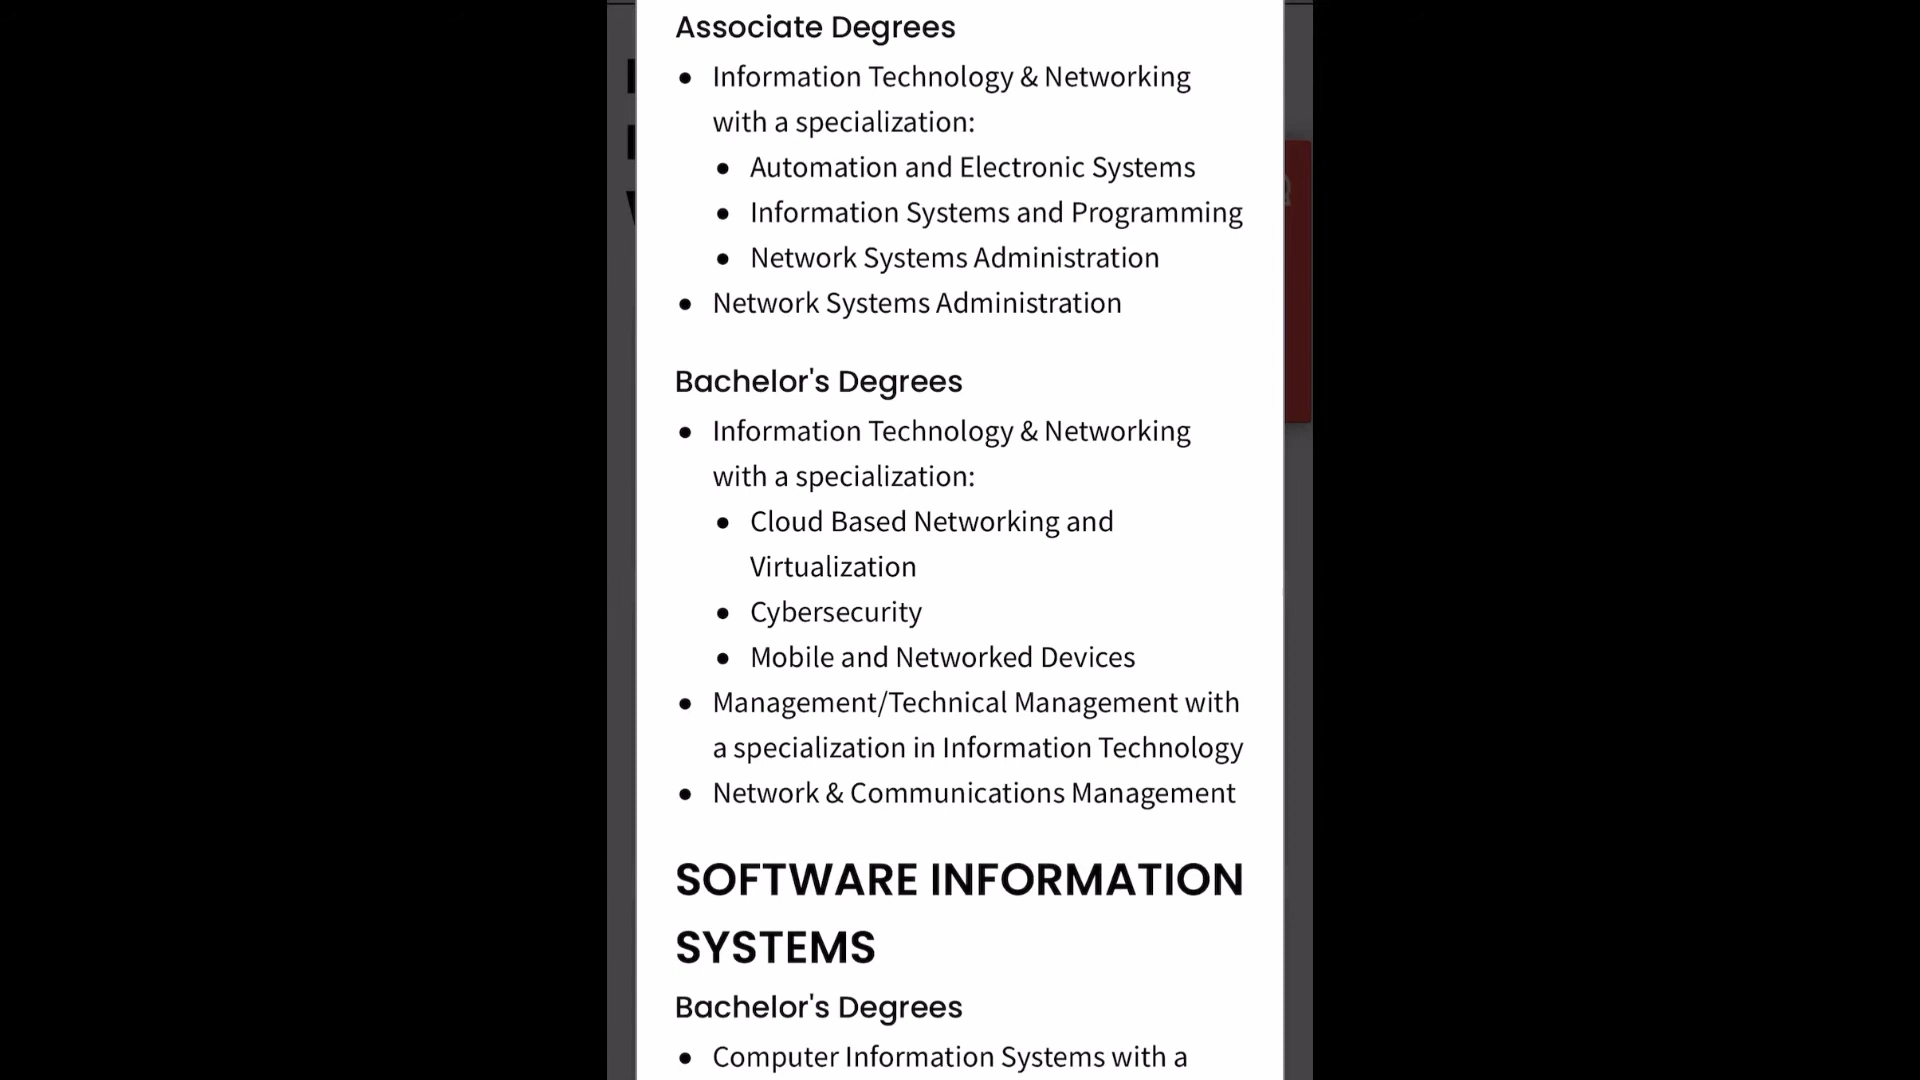 Associate Degrees
• Information Technology & Networking
with a specialization:
• Automation and Electronic Systems
• Information Systems and Programming
• Network Systems Administration
• Network Systems Administration
Bachelor's Degrees
• Information Technology & Networking
with a specialization:
• Cloud Based Networking and
Virtualization
• Cybersecurity
• Mobile and Networked Devices
• Management/Technical Management with
a specialization in Information Technology
• Network & Communications Management
SOFTWARE INFORMATION
SYSTEMS
Bachelor's Degrees
• Computer Information Systems with a